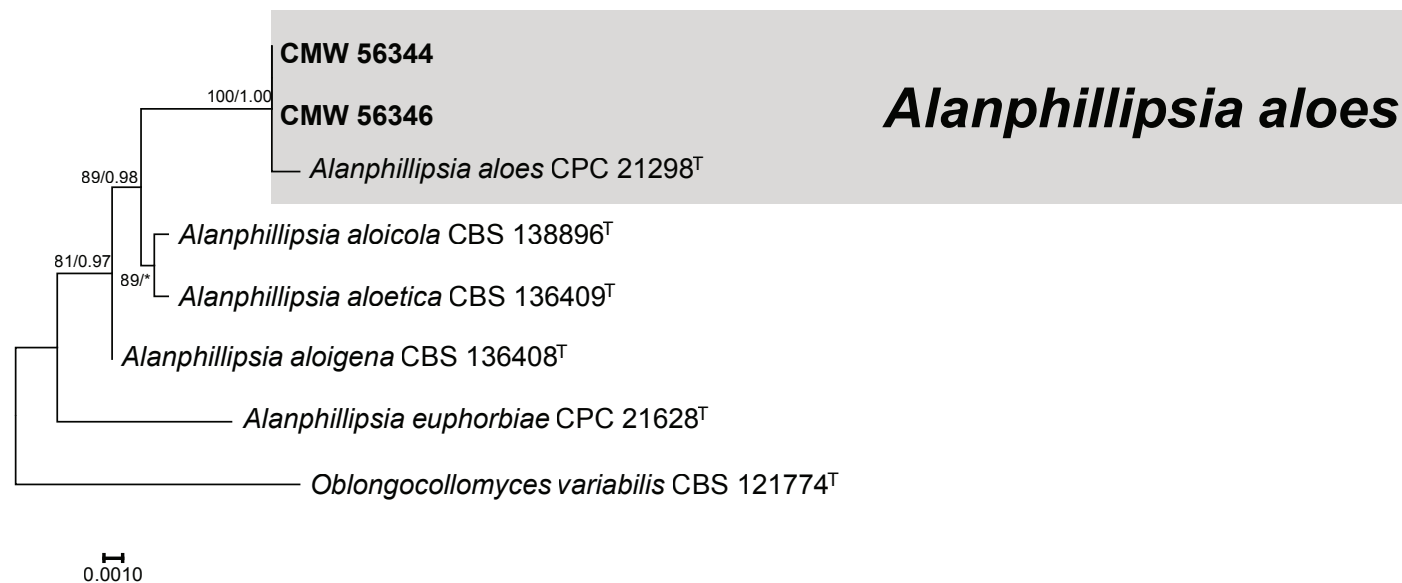 CMW 56344
100/1.00
Alanphillipsia aloes
CMW 56346
Alanphillipsia aloes CPC 21298ᵀ
89/0.98
Alanphillipsia aloicola CBS 138896ᵀ
81/0.97
89/*
Alanphillipsia aloetica CBS 136409ᵀ
Alanphillipsia aloigena CBS 136408ᵀ
Alanphillipsia euphorbiae CPC 21628ᵀ
Oblongocollomyces variabilis CBS 121774ᵀ
0.0010